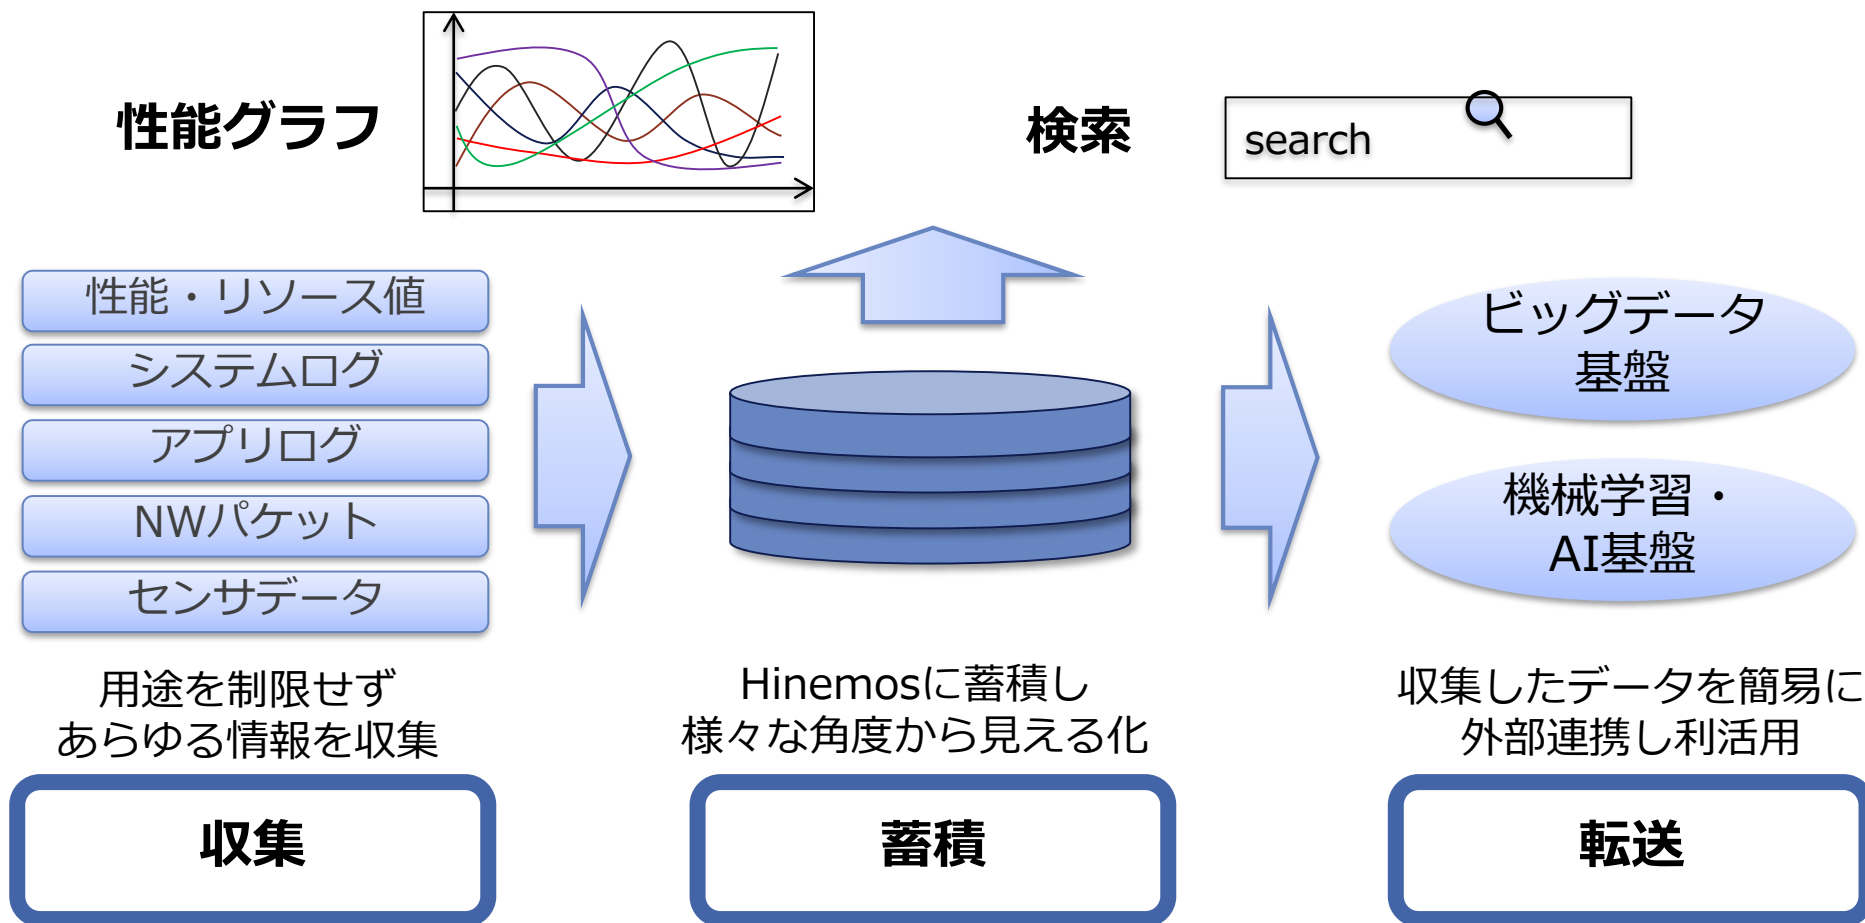 性能グラフ
検索
search
性能・リソース値
システムログ
アプリログ
NWパケット
センサデータ
ビッグデータ
基盤
機械学習・
AI基盤
用途を制限せず
あらゆる情報を収集
Hinemosに蓄積し
様々な角度から見える化
収集したデータを簡易に
外部連携し利活用
収集
蓄積
転送